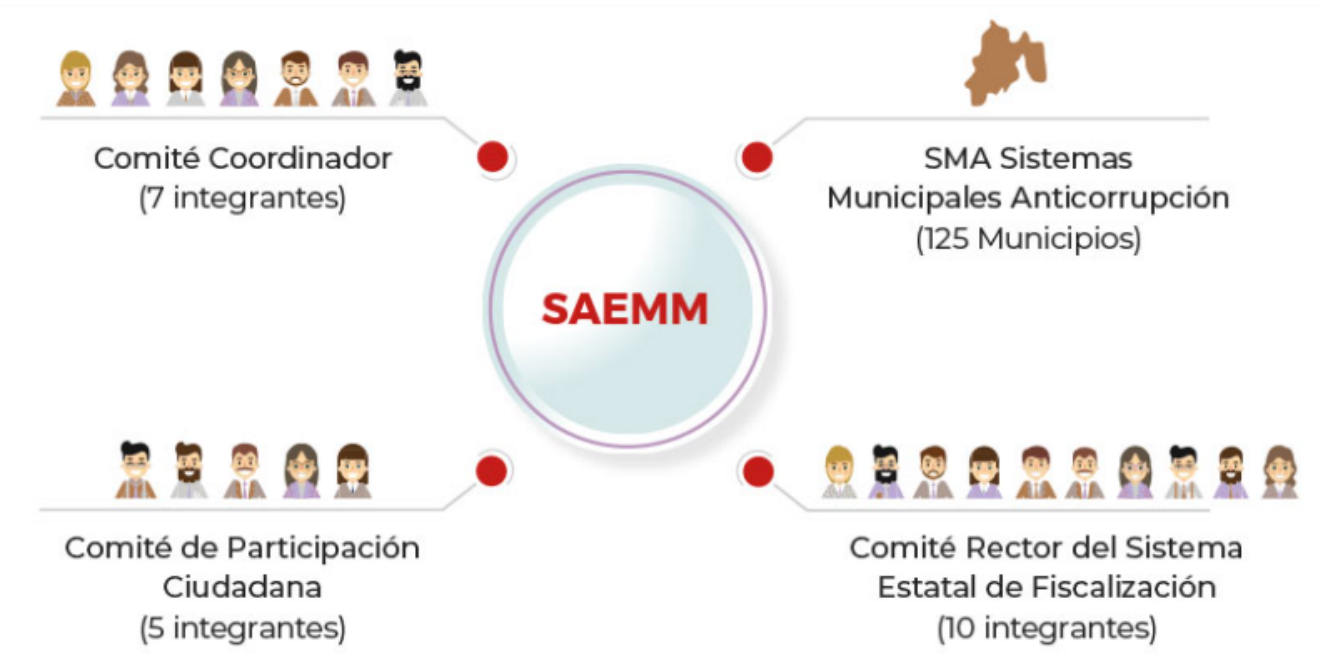 Comité Coordinador
(7 integrantes)
SMA Sistemas
Municipales Anticorrupción
(125 Municipios)
SAEMM
Comité de Participación
Ciudadana
(5 integrantes)
Comité Rector del Sistema
Estatal de Fiscalización
(10 integrantes)